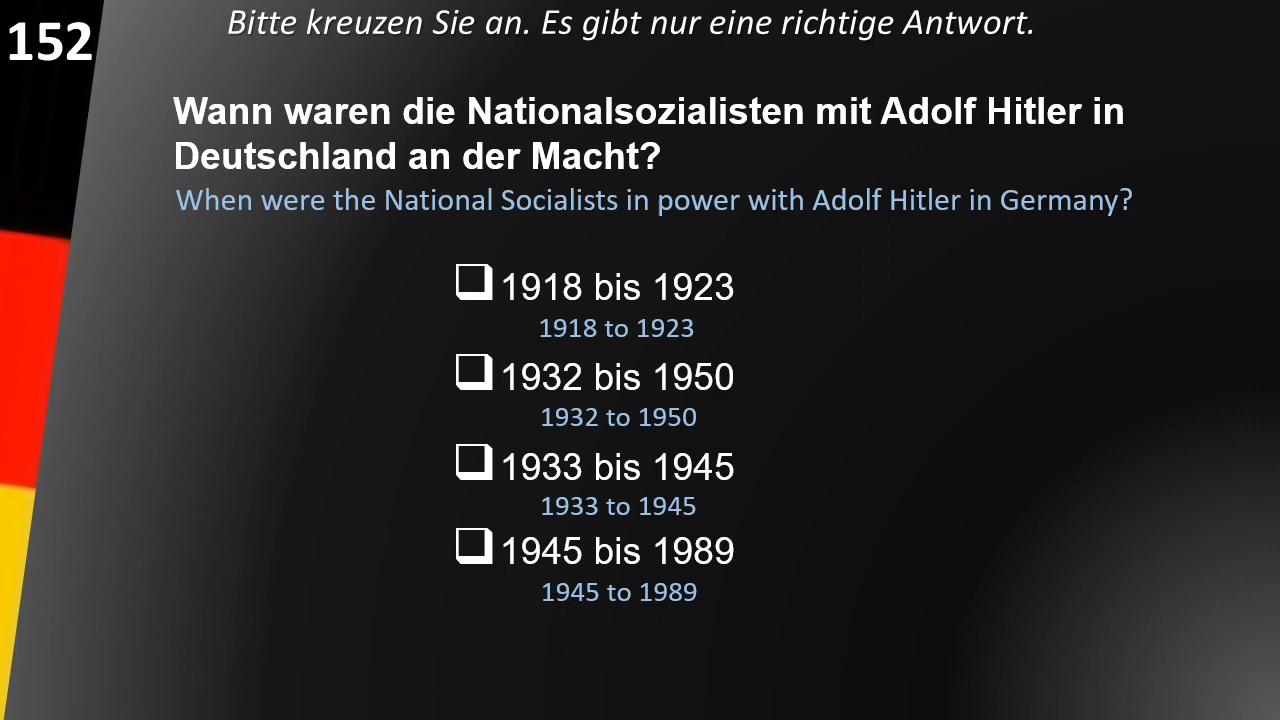 152
Bitte kreuzen Sie an. Es gibt nur eine richtige Antwort.
Wann waren die Nationalsozialisten mit Adolf Hitler in
Deutschland an der Macht?
When were the National Socialists in power with Adolf Hitler in Germany?
1918 bis 1923
1918 to 1923
1932 bis 1950
1932 to 1950
1933 bis 1945
1933 to 1945
1945 bis 1989
1945 to 1989